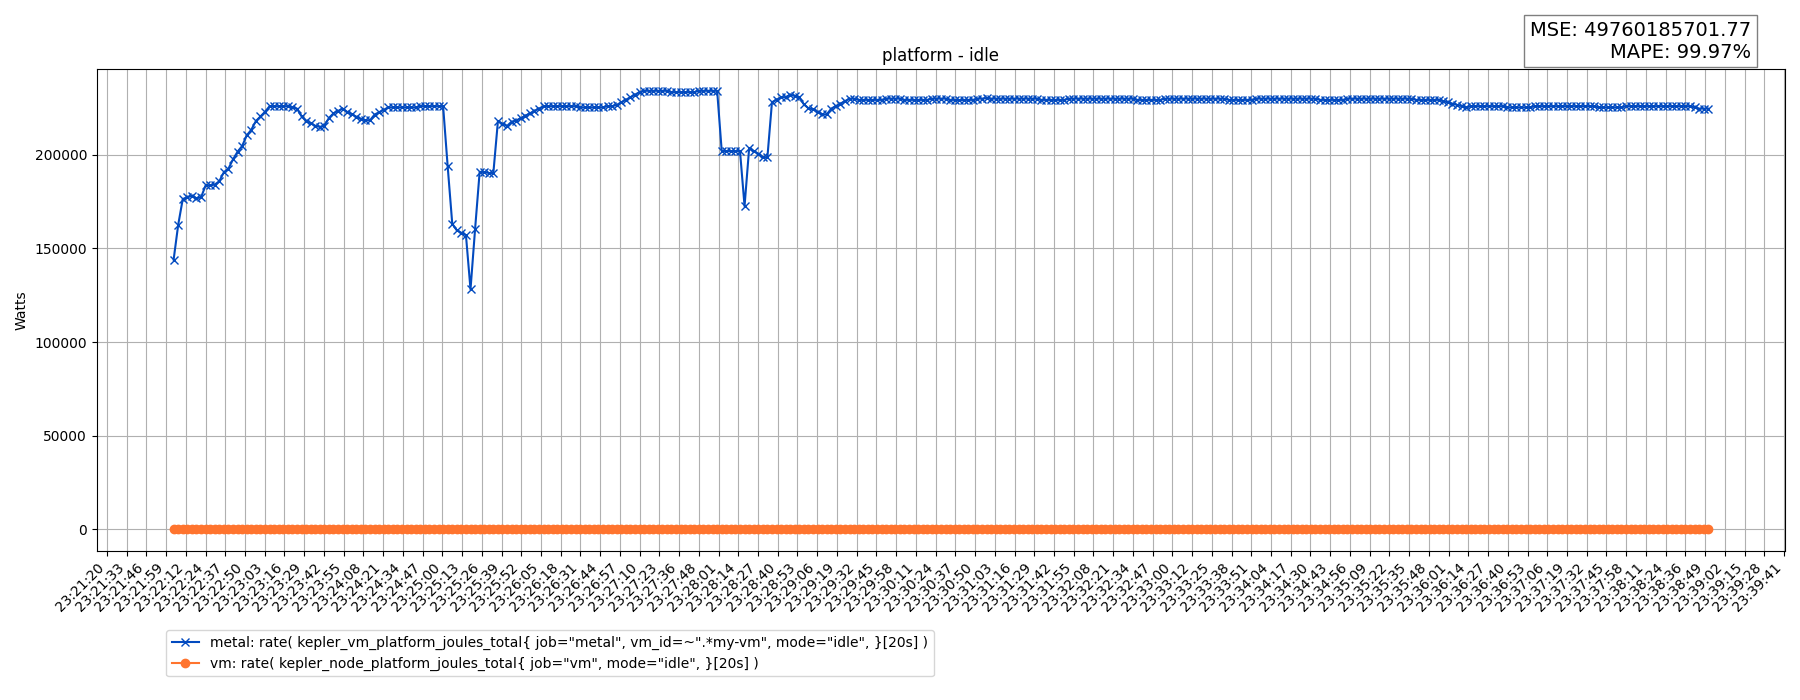 MSE: 49760185701.77
MAPE: 99.97%
platform - idle
Watts
200000
150000
100000
50000
0
23:21:20 23:21:33 23:21:46 23:21:59 23:22:12 23:22:24 23:22:37 23:22:50 23:23:03 23:23:16 23:23:29 23:23:42 23:23:55 23:24:08 23:24:21 23:24:34 23:24:47 23:25:00 23:25:13 23:25:26 23:25:39 23:25:52 23:26:05 23:26:18 23:26:31 23:26:44 23:26:57 23:27:10 23:27:23 23:27:36 23:27:48 23:28:01 23:28:14 23:28:27 23:28:40 23:28:53 23:29:06 23:29:19 23:29:32 23:29:45 23:29:58 23:30:11 23:30:24 23:30:37 23:30:50 23:31:03 23:31:16 23:31:29 23:31:42 23:31:55 23:32:08 23:32:21 23:32:34 23:32:47 23:33:00 23:33:12 23:33:25 23:33:38 23:33:51 23:34:04 23:34:17 23:34:30 23:34:43 23:34:56 23:35:09 23:35:22 23:35:35 23:35:48 23:36:01 23:36:14 23:36:27 23:36:40 23:36:53 23:37:06 23:37:19 23:37:32 23:37:45 23:37:58 23:38:11 23:38:24 23:38:36 23:38:49 23:39:02 23:39:15 23:39:28 23:39:41
metal: rate( kepler_vm_platform_joules_total{ job="metal", vm_id=~".*my-vm", mode="idle", }[20s] )
vm: rate( kepler_node_platform_joules_total{ job="vm", mode="idle", }[20s] )